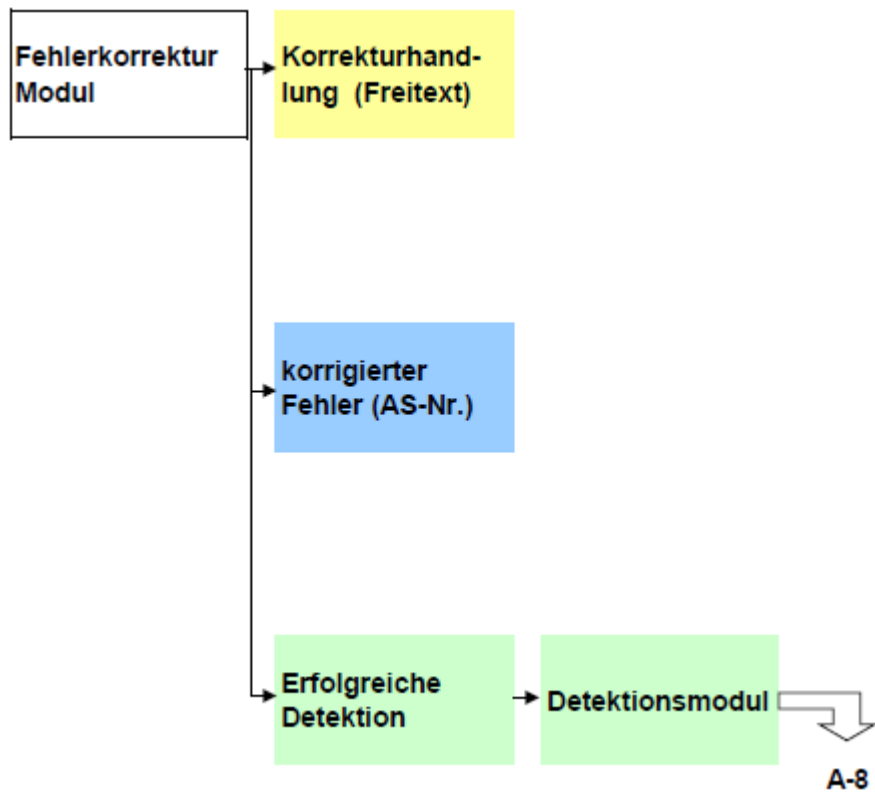 Fehlerkorrektur
Modul
Korrekturhand-
lung (Freitext)
korrigierter
Fehler (AS-Nr.)
Erfolgreiche
Detektion
Detektionsmodul
A-8